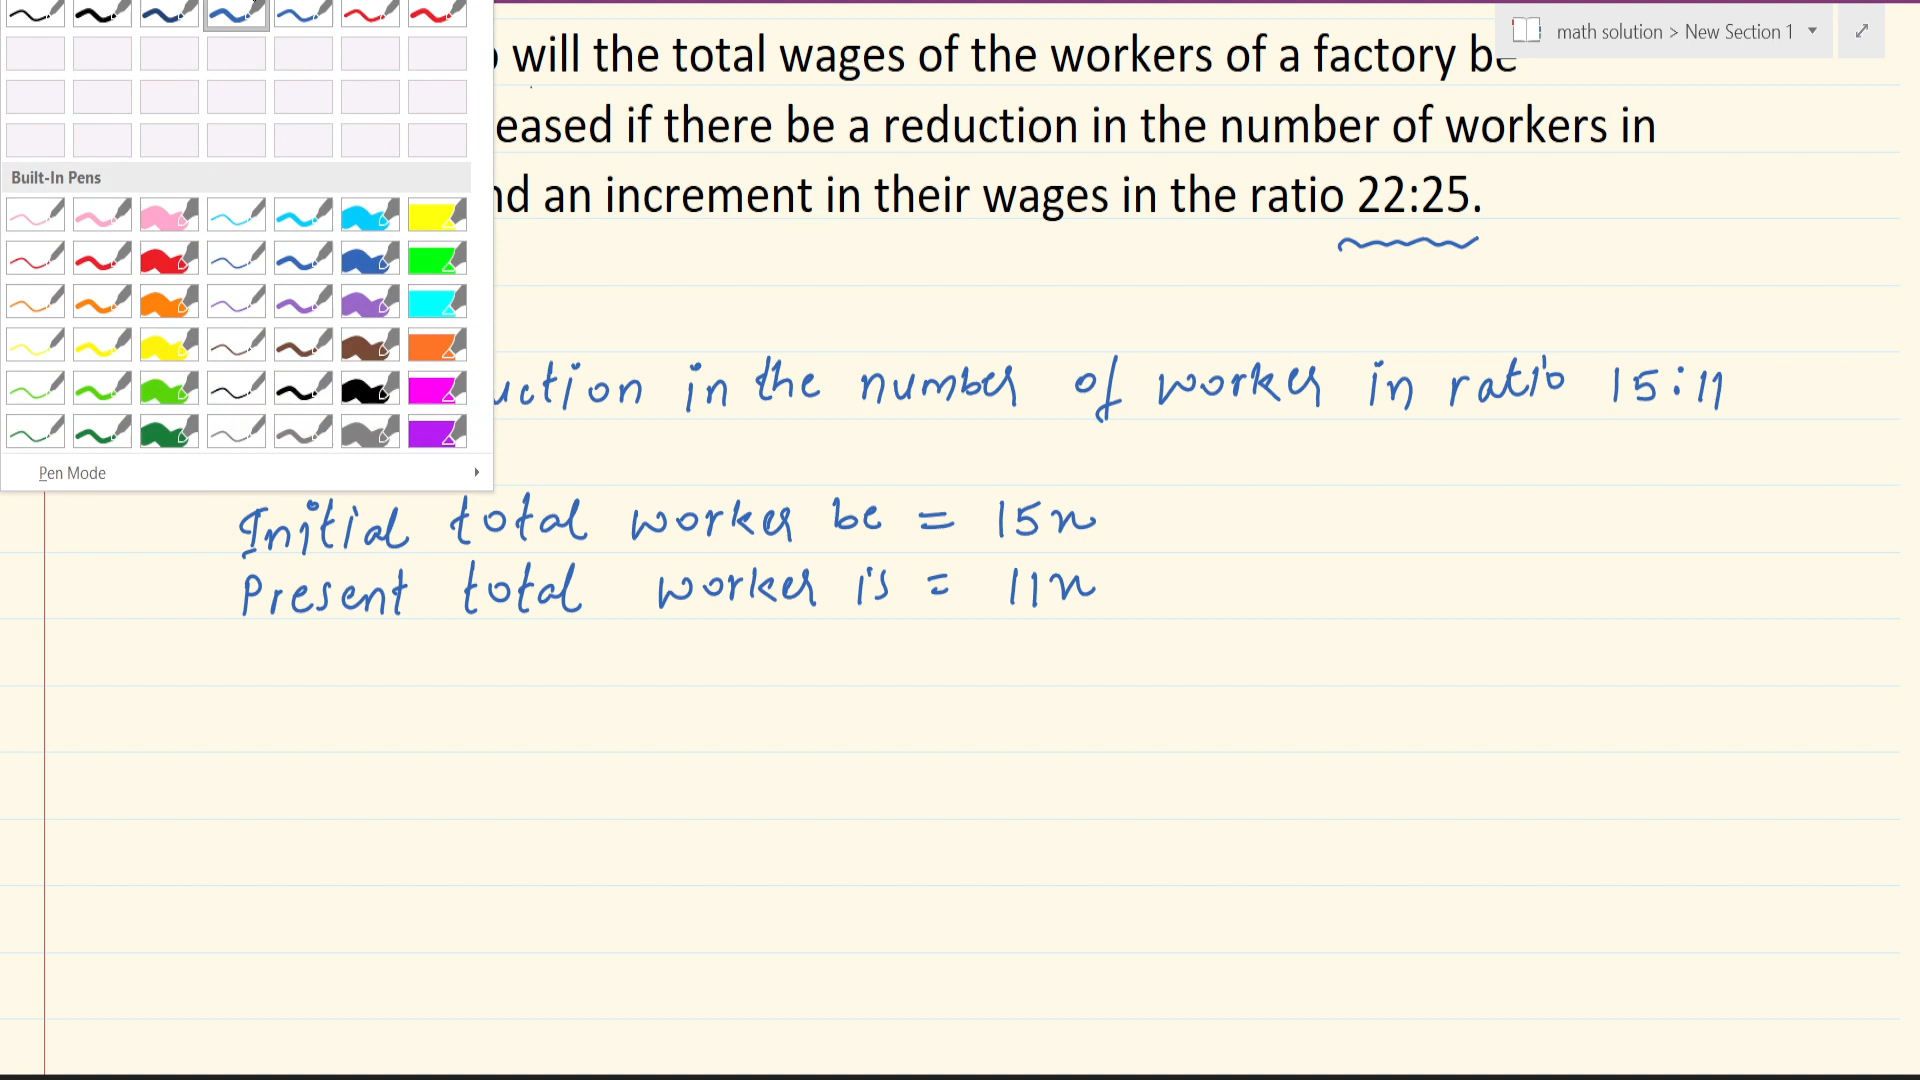 math solution > New Section 1
will the total wages of the workers of a factory be
eased if there be a reduction in the number of workers in
nd an increment in their wages in the ratio 22:25.
Built-In Pens
Pen Mode
uction in the number of worker in ratio 15:11
Initial total worker be = 15x
Present total worker is = 11x